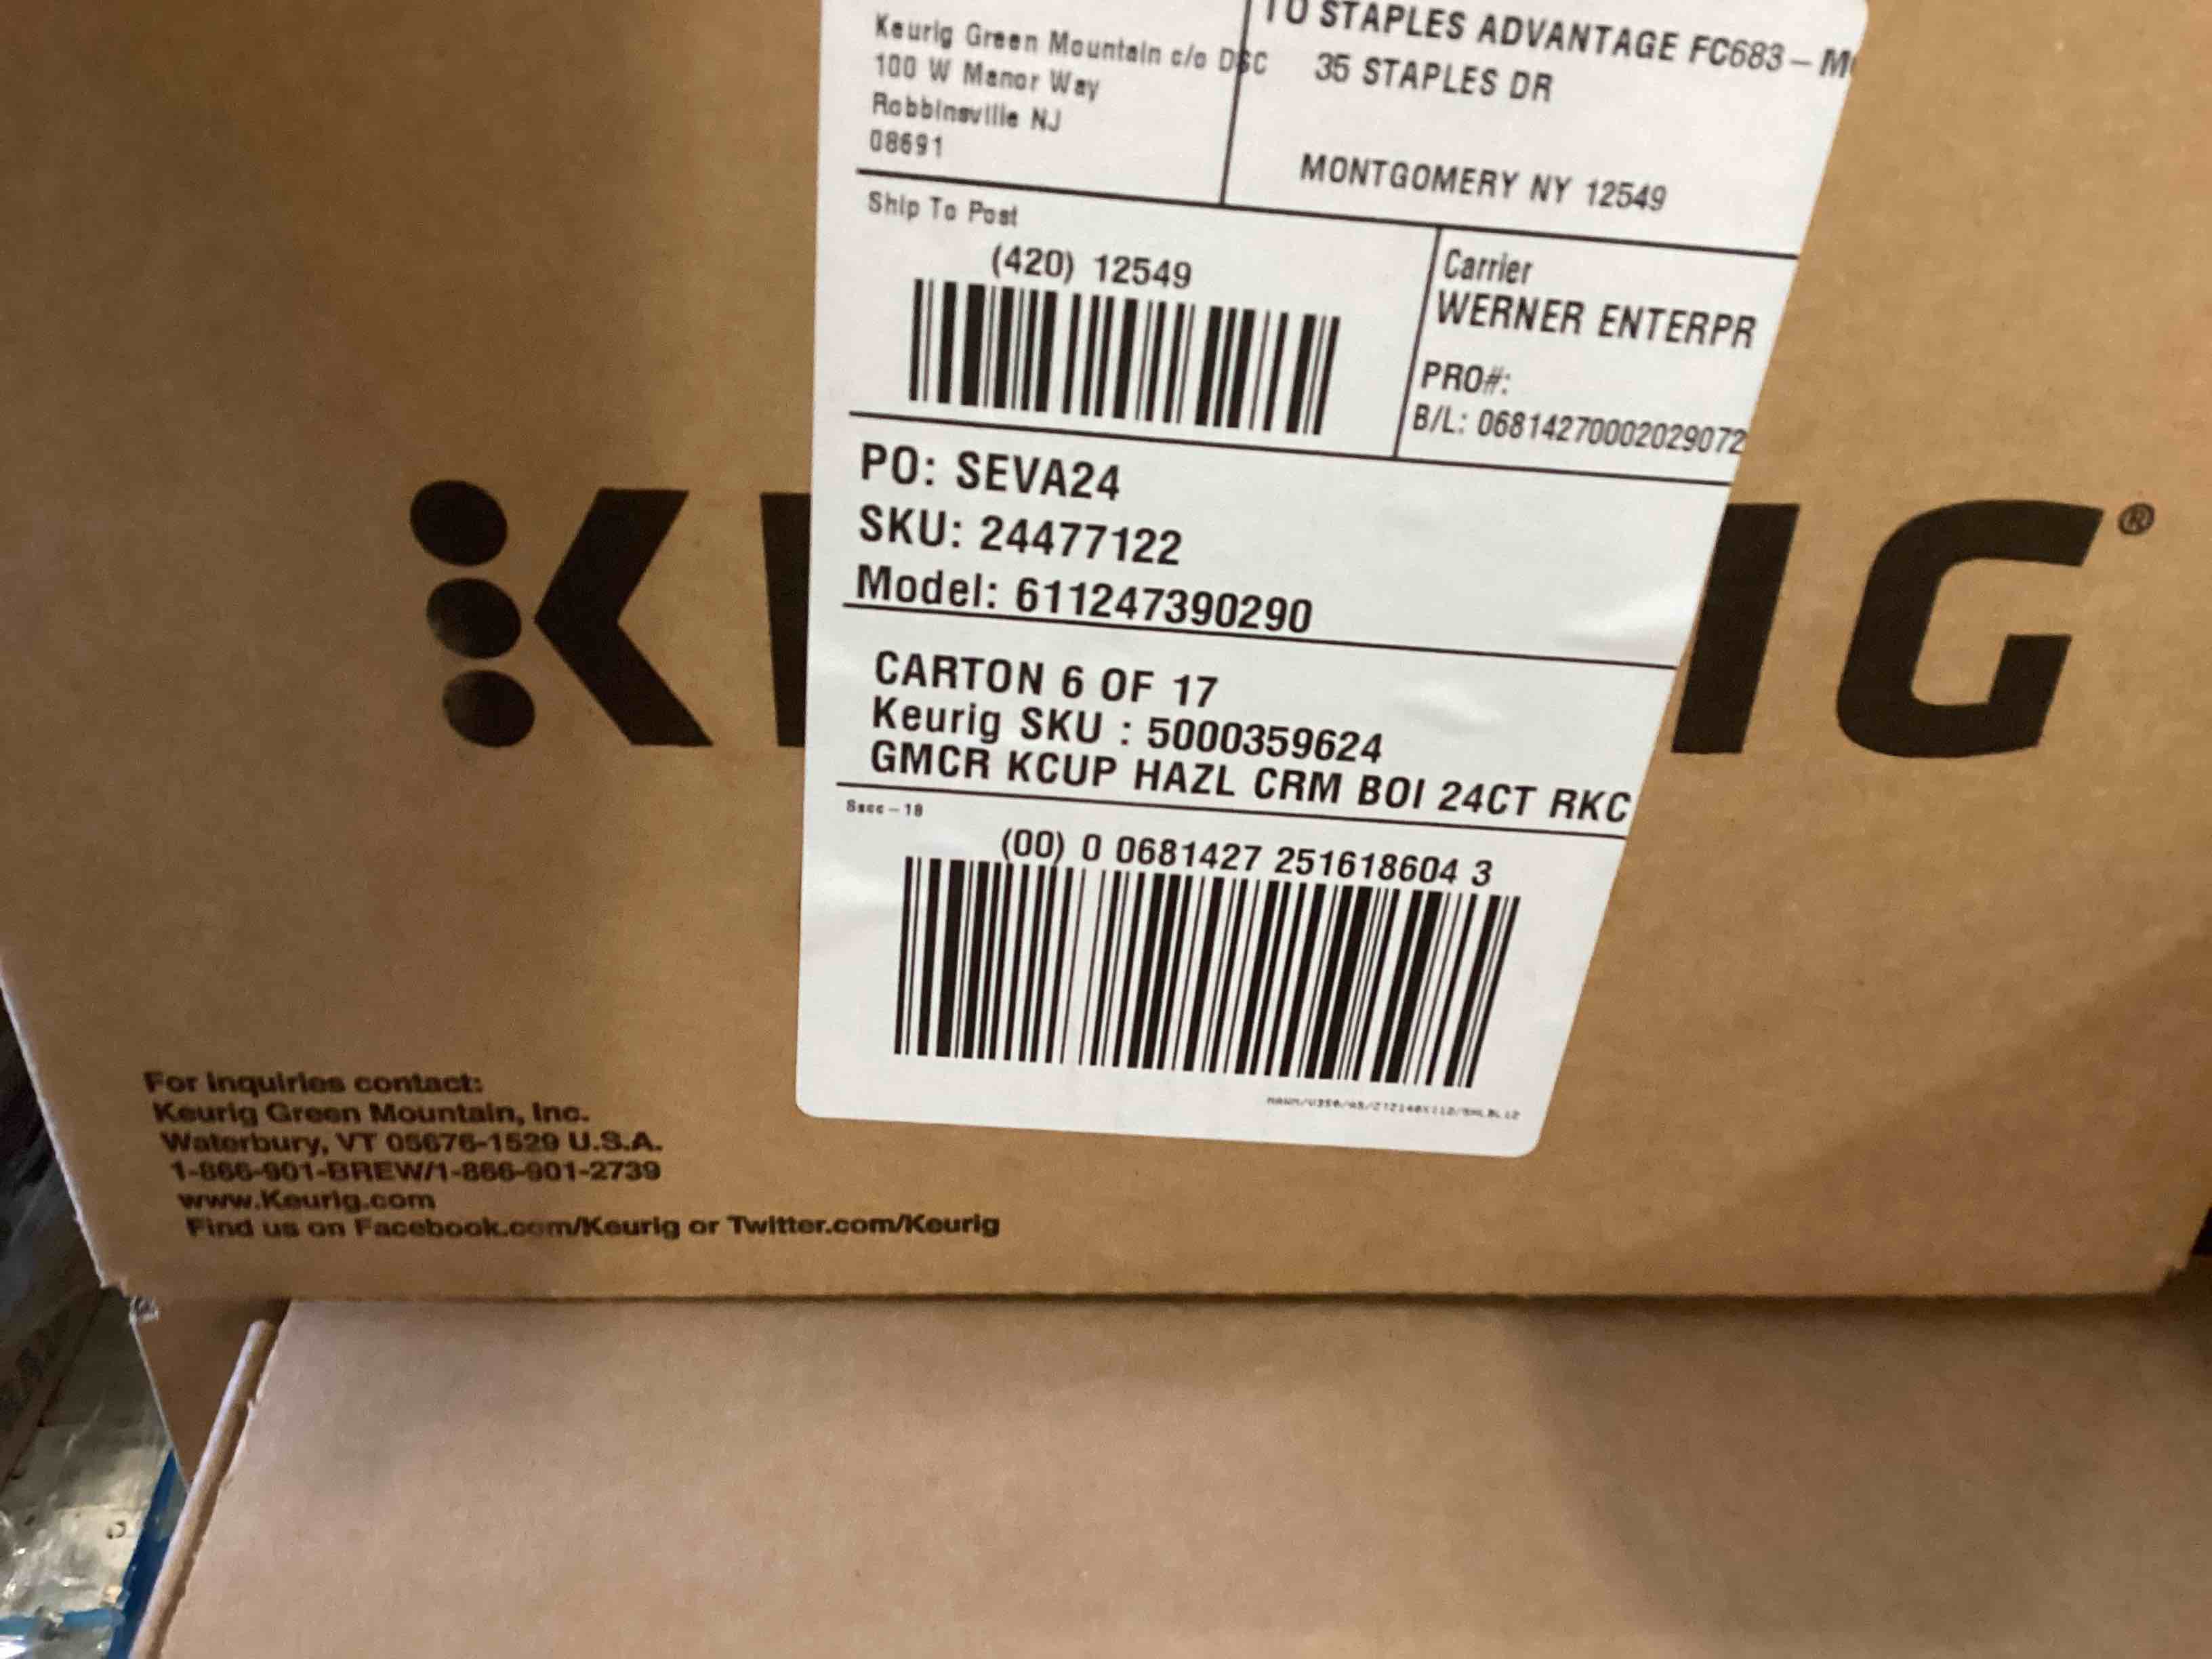 Keurig Green Mountain c/o DSC
100 W Manor Way
Robbinsville NJ
08691
TO STAPLES ADVANTAGE FC683-M
35 STAPLES DR
MONTGOMERY NY 12549
Ship To Post
(420) 12549
Carrier
WERNER ENTERPR
PRO#:
B/L: 06814270002029072
PO: SEVA24
SKU: 24477122
Model: 611247390290
CARTON 6 OF 17
Keurig SKU : 5000359624
GMCR KCUP HAZL CRM BOI 24CT RKC
Sscc-18
(00) 0 0681427 251618604 3
K IG®
For inquiries contact:
Keurig Green Mountain, Inc.
Waterbury, VT 05676-1529 U.S.A.
1-866-901-BREW/1-866-901-2739
www.Keurig.com
Find us on Facebook.com/Keurig or Twitter.com/Keurig